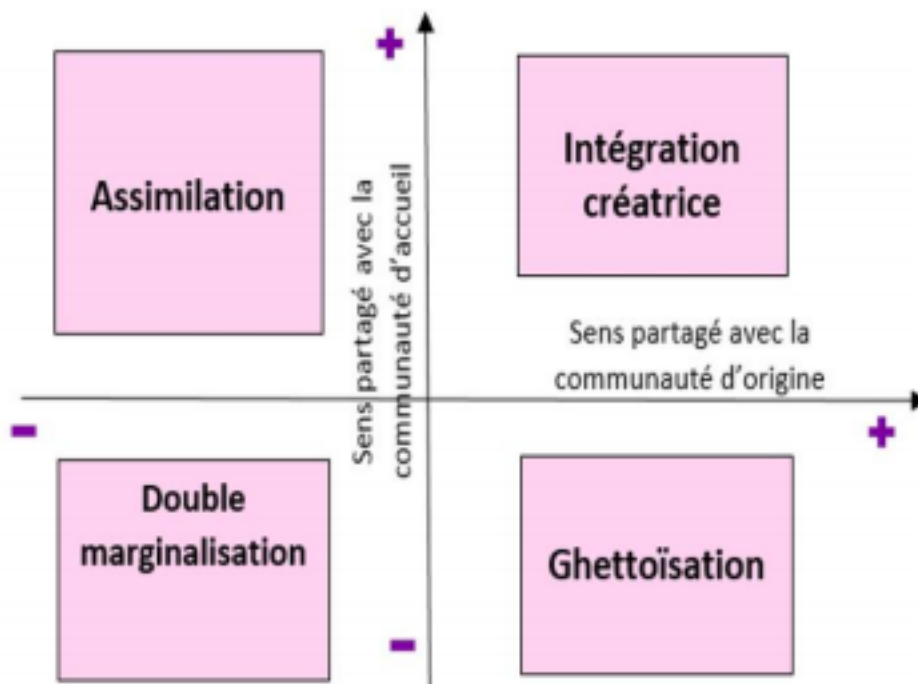 +
Assimilation
Intégration
créatrice
Sens partagé avec la
communauté d'accueil
Sens partagé avec la
communauté d'origine
-
+
Double
marginalisation
Ghettoïsation
-